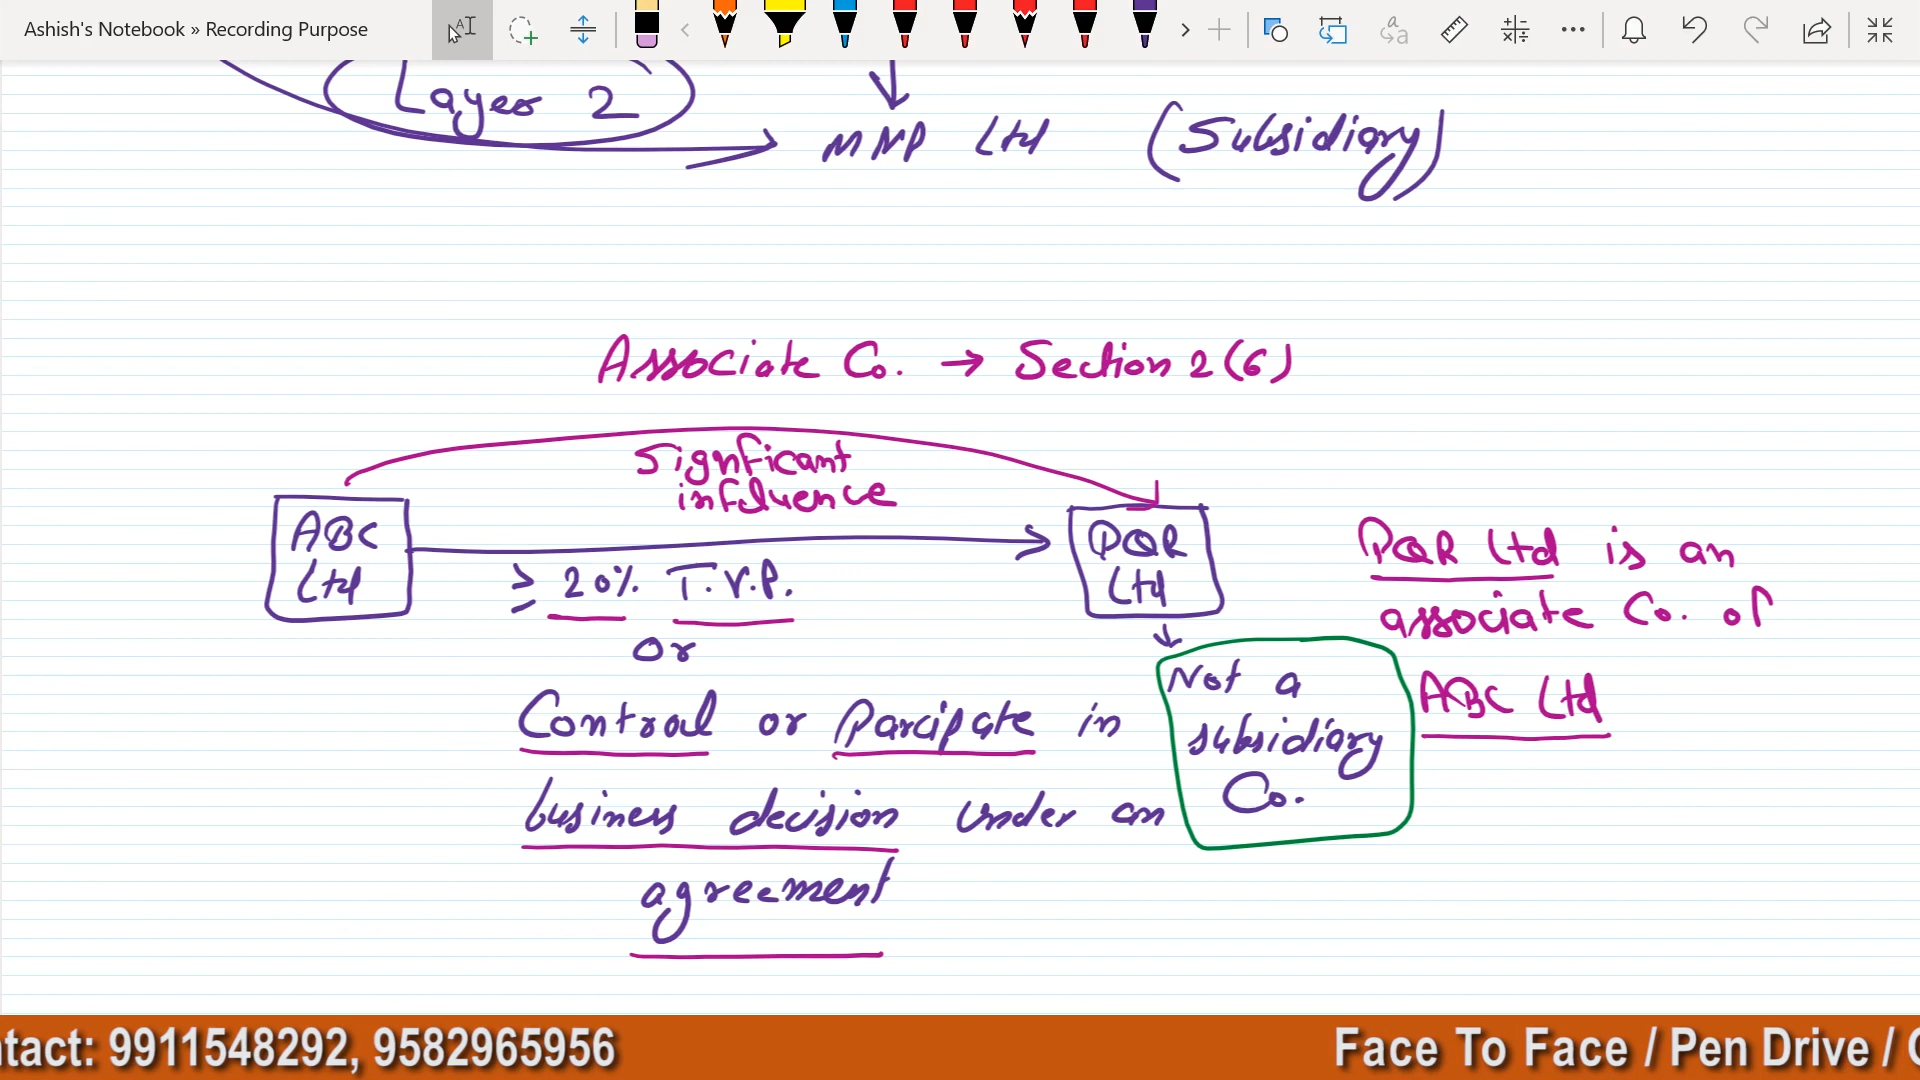 Ashish's Notebook » Recording Purpose
Layer 2
MNP Ltd (Subsidiary)
Associate Co. → Section 2(6)
Signficant
influence
ABC
Ltd
≥ 20% T.V.P.
Or
Control or Parcipate in
business decision under an
agreement
PQR
Ltd
Not a
subsidiary
Co.
PQR Ltd is an
associate Co. of
ABC Ltd
ntact: 9911548292, 9582965956 Face To Face / Pen Drive /